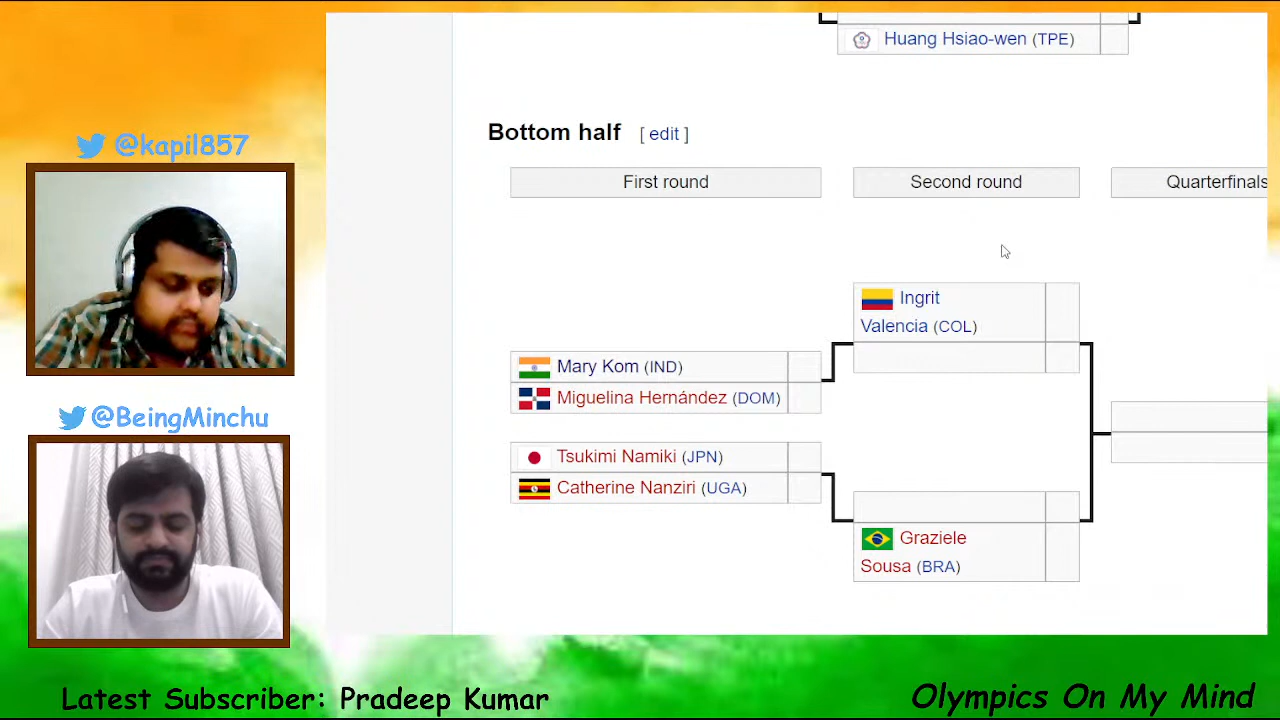 Huang Hsiao-wen (TPE)
Bottom half [ edit ]
First round
Second round
Quarterfinals
Ingrit
Valencia (COL)
Mary Kom (IND)
Miguelina Hernández (DOM)
Tsukimi Namiki (JPN)
Catherine Nanziri (UGA)
Graziele
Sousa (BRA)
@kapil857
@BeingMinchu
Latest Subscriber: Pradeep Kumar
Olympics On My Mind